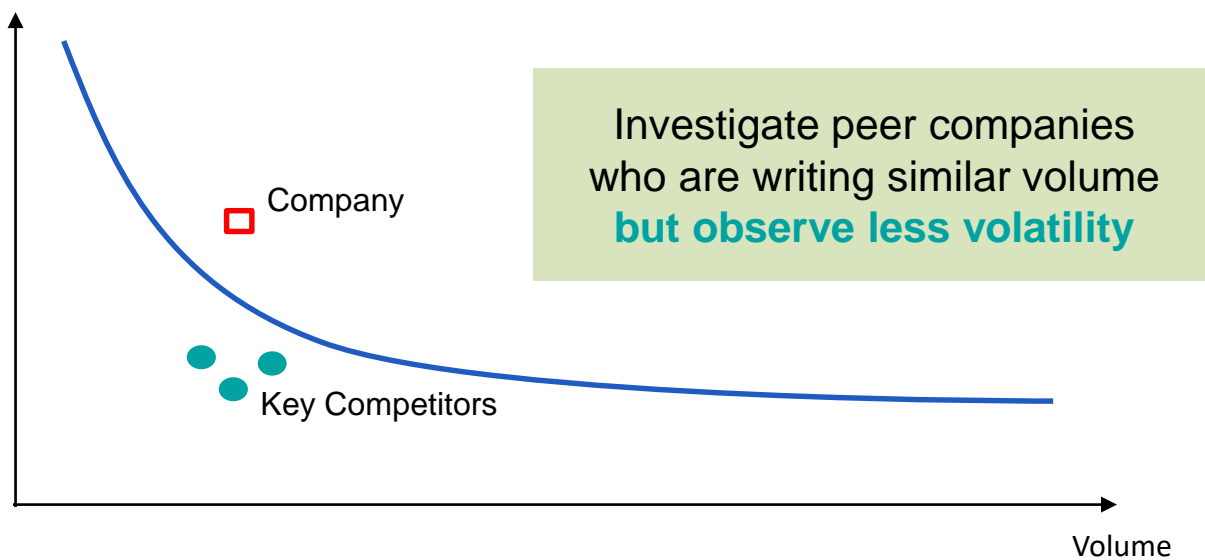 Investigate peer companies
who are writing similar volume
but observe less volatility
Company
Key Competitors
Volume